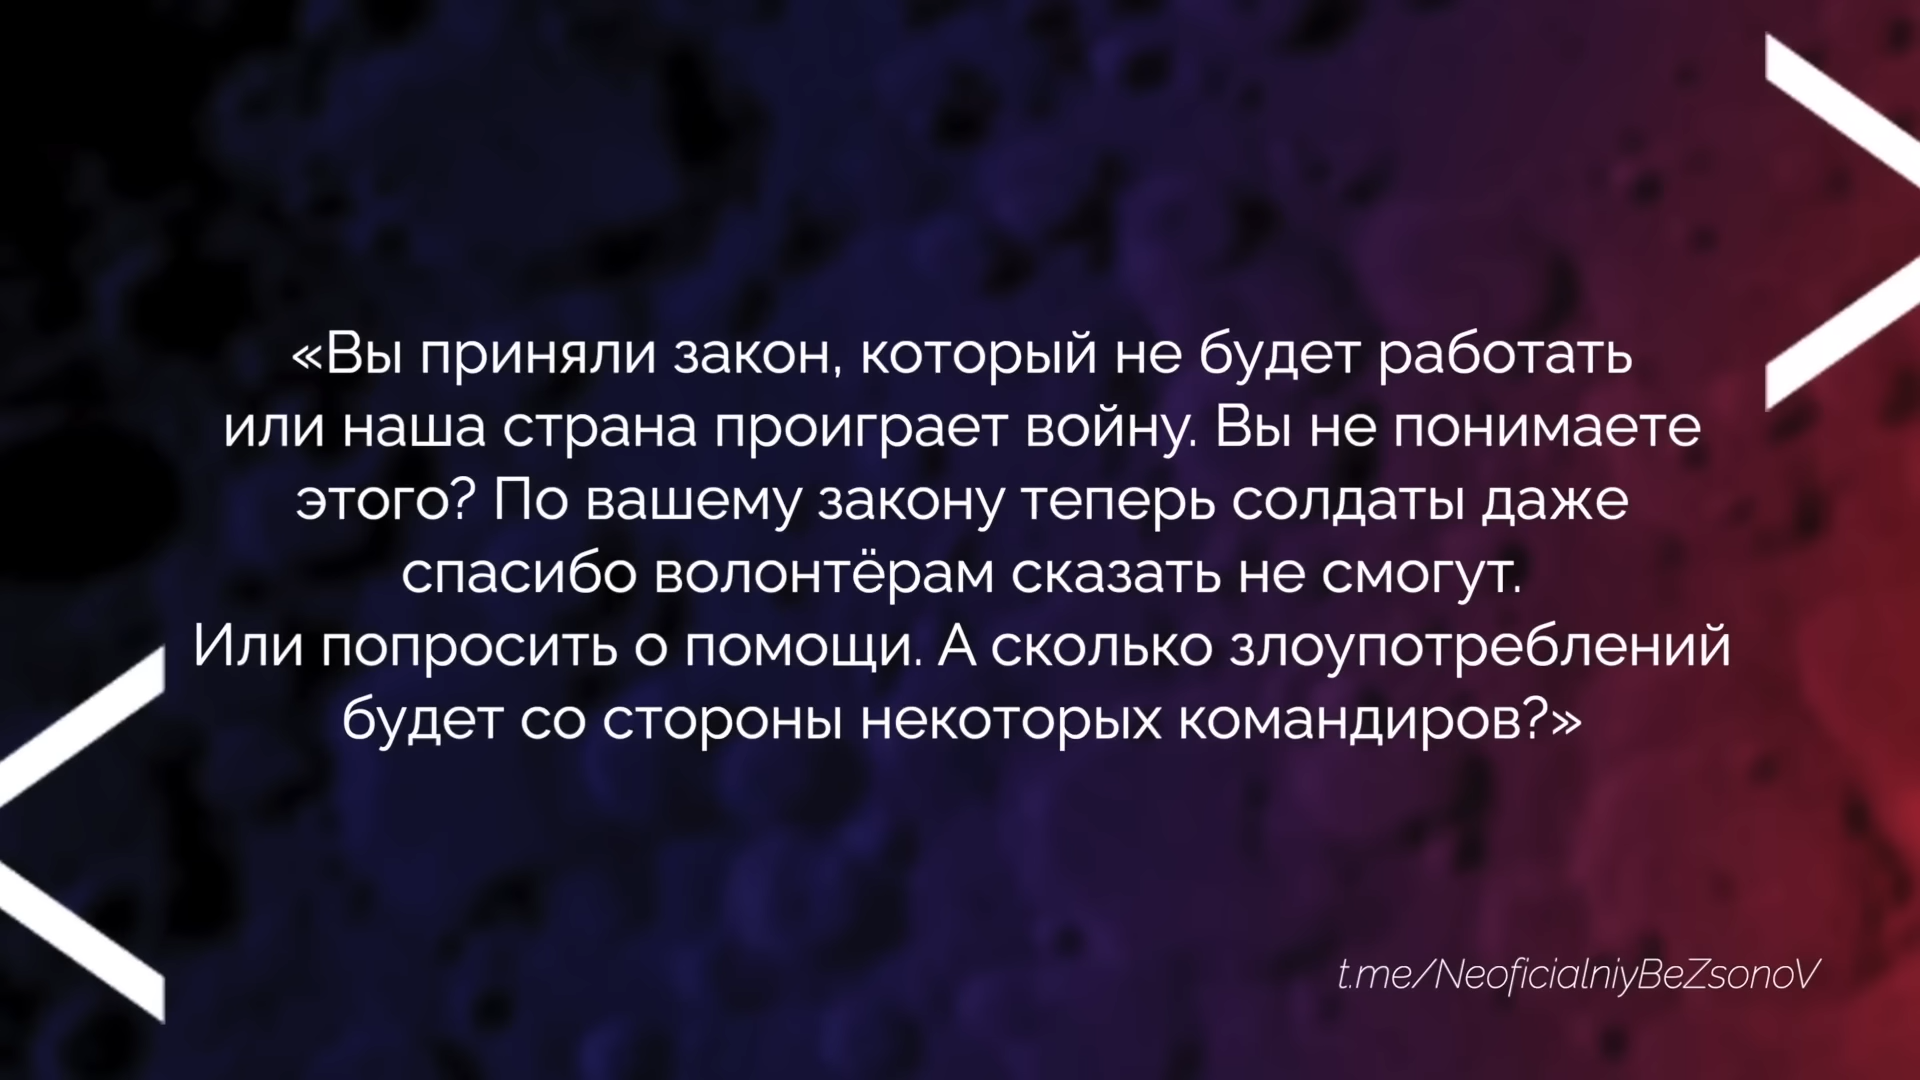 «Вы приняли закон, который не будет работать
или наша страна проиграет войну. Вы не понимаете
этого? По вашему закону теперь солдаты даже
спасибо волонтёрам сказать не смогут.
Или попросить о помощи. А сколько злоупотреблений
будет со стороны некоторых командиров?»
t.me/NeoficialniyBeZsonoV